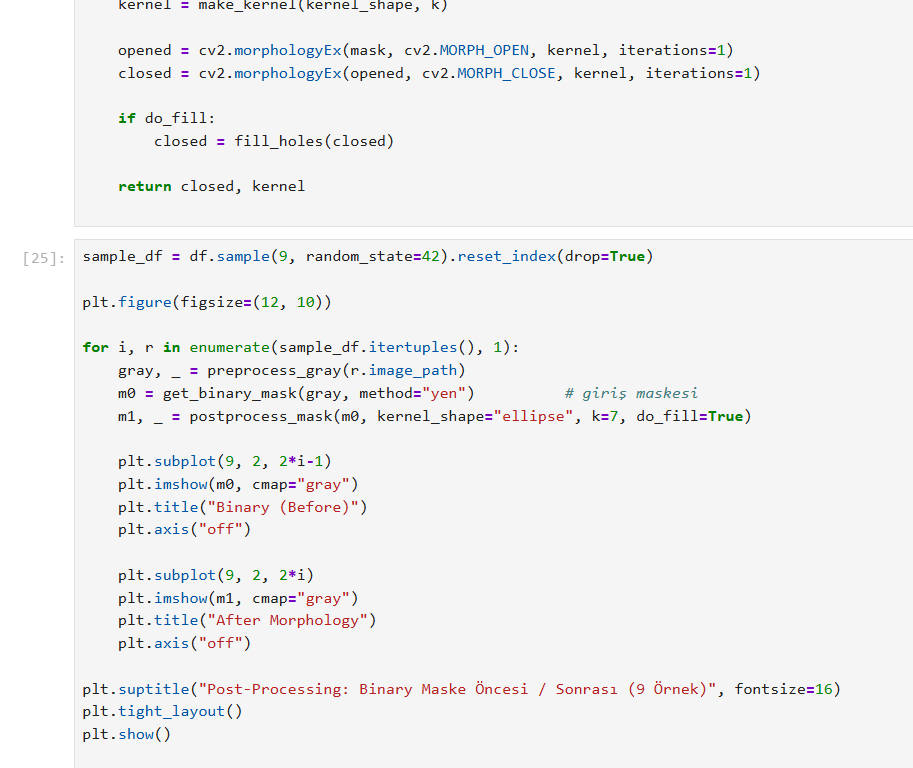 kernel = make_kernel(kernel_shape, k)
    opened = cv2.morphologyEx(mask, cv2.MORPH_OPEN, kernel, iterations=1)
    closed = cv2.morphologyEx(opened, cv2.MORPH_CLOSE, kernel, iterations=1)
    if do_fill:
        closed = fill_holes(closed)
    return closed, kernel
[25]:
sample_df = df.sample(9, random_state=42).reset_index(drop=True)
plt.figure(figsize=(12, 10))
for i, r in enumerate(sample_df.itertuples(), 1):
    gray, _ = preprocess_gray(r.image_path)
    m0 = get_binary_mask(gray, method="yen")          # giriş maskesi
    m1, _ = postprocess_mask(m0, kernel_shape="ellipse", k=7, do_fill=True)
    plt.subplot(9, 2, 2*i-1)
    plt.imshow(m0, cmap="gray")
    plt.title("Binary (Before)")
    plt.axis("off")
    plt.subplot(9, 2, 2*i)
    plt.imshow(m1, cmap="gray")
    plt.title("After Morphology")
    plt.axis("off")
plt.suptitle("Post-Processing: Binary Maske Öncesi / Sonrası (9 Örnek)", fontsize=16)
plt.tight_layout()
plt.show()